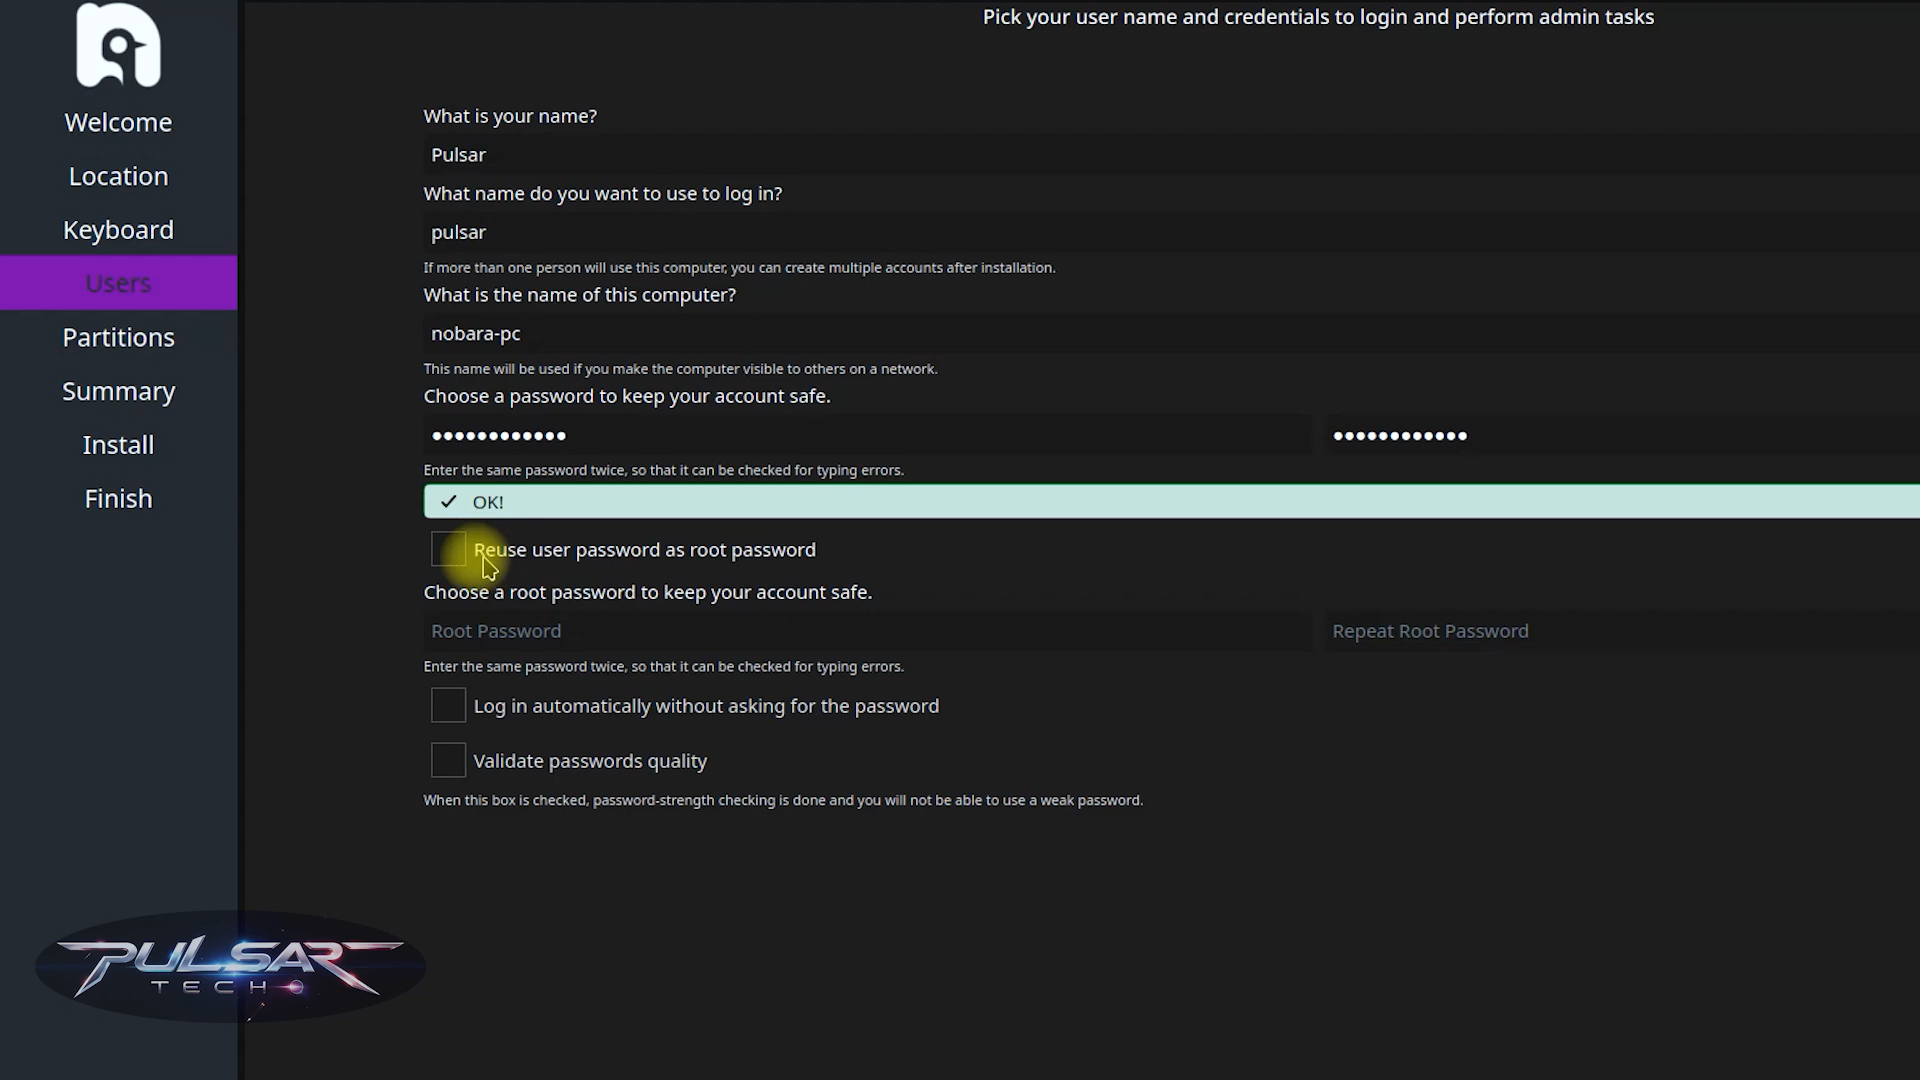 Pick your user name and credentials to login and perform admin tasks
Welcome
Location
Keyboard
Users
Partitions
Summary
Install
Finish
What is your name?
Pulsar
What name do you want to use to log in?
pulsar
If more than one person will use this computer, you can create multiple accounts after installation.
What is the name of this computer?
nobara-pc
This name will be used if you make the computer visible to others on a network.
Choose a password to keep your account safe.
●●●●●●●●●●●● ●●●●●●●●●●●●
Enter the same password twice, so that it can be checked for typing errors.
✓ OK!
Reuse user password as root password
Choose a root password to keep your account safe.
Root Password Repeat Root Password
Enter the same password twice, so that it can be checked for typing errors.
Log in automatically without asking for the password
Validate passwords quality
When this box is checked, password-strength checking is done and you will not be able to use a weak password.
PULSAR
TECH